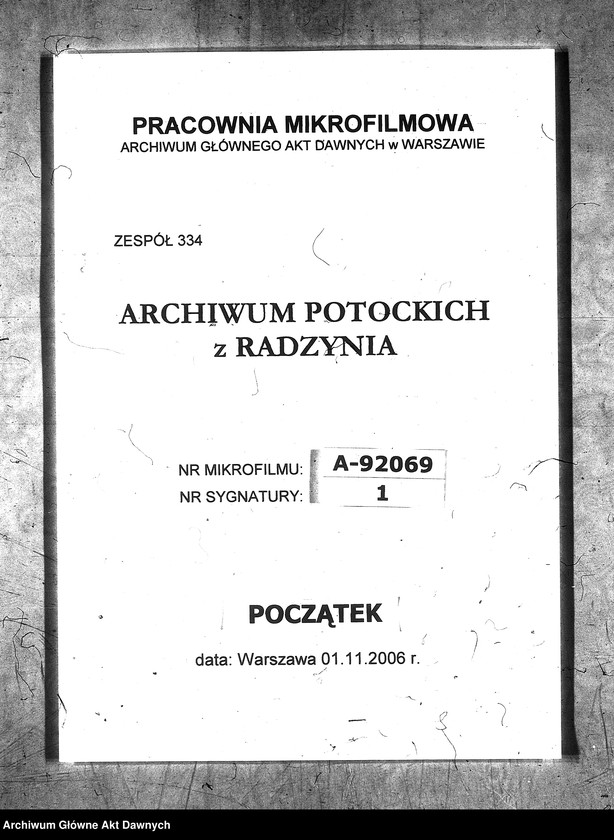 PRACOWNIA MIKROFILMOWA
ARCHIWUM GŁÓWNEGO AKT DAWNYCH w WARSZAWIE
ZESPÓŁ 334
ARCHIWUM POTOCKICH
z RADZYNIA
NR MIKROFILMU: A-92069
NR SYGNATURY: 1
POCZĄTEK
data: Warszawa 01.11.2006 r.
Archiwum Główne Akt Dawnych